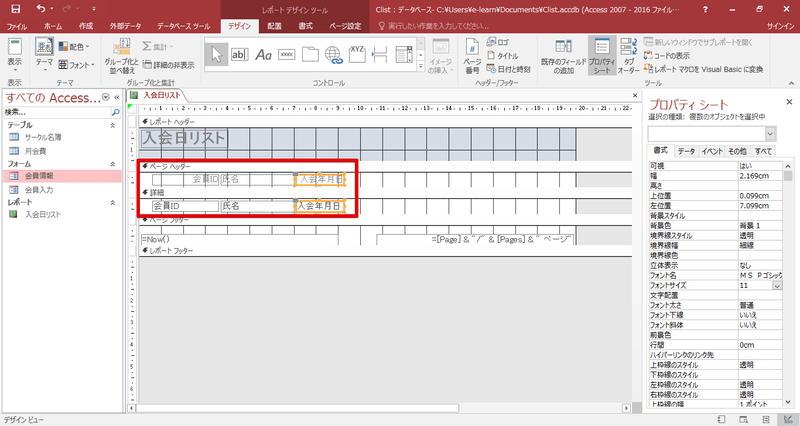 レポート デザイン ツール
Clist : データベース- C:¥Users¥e-learn¥Documents¥Clist.accdb (Access 2007 - 2016 ファイル...
サインイン
ファイル ホーム 作成 外部データ データベース ツール デザイン 配置 書式 ページ設定 実行したい作業を入力してください...
表示
テーマ
配色
フォント
グループ化と
並べ替え
集計
詳細の非表示
イメージ
の挿入
ページ
番号
ロゴ
タイトル
日付と時刻
既存のフィールド
の追加
プロパティ
シート
タブ
オーダー
新しいウィンドウでサブレポートを開く
コードの表示
レポート マクロを Visual Basic に変換
表示 テーマ グループ化と集計 コントロール ヘッダー/フッター ツール
すべての Access...
検索...
テーブル
サークル名簿
月会費
フォーム
会員情報
会員入力
レポート
入会日リスト
入会日リスト
1 2 3 4 5 6 7 8 9 10 11 12 13 14 15 16 17 18 19 20 21 22
レポート ヘッダー
入会日リスト
ページ ヘッダー
会員ID 氏名 入会年月日
詳細
会員ID 氏名 入会年月日
ページ フッター
=Now() =[Page] & "/" & [Pages] & " ページ"
レポート フッター
プロパティ シート
選択の種類: 複数のオブジェクトを選択中
書式 データ イベント その他 すべて
可視 はい
幅 2.169cm
高さ
上位置 0.099cm
左位置 7.099cm
背景スタイル
背景色 背景 1
境界線スタイル 透明
境界線幅 細線
境界線色
立体表示 なし
フォント名 ＭＳ Ｐゴシック
フォントサイズ 11
文字配置
フォント太さ 普通
フォント下線 いいえ
フォント斜体 いいえ
前景色
行間 0cm
ハイパーリンクのリンク先
上枠線のスタイル 透明
下枠線のスタイル
左枠線のスタイル 透明
右枠線のスタイル 透明
上枠線の幅 1 ポイント
デザイン ビュー